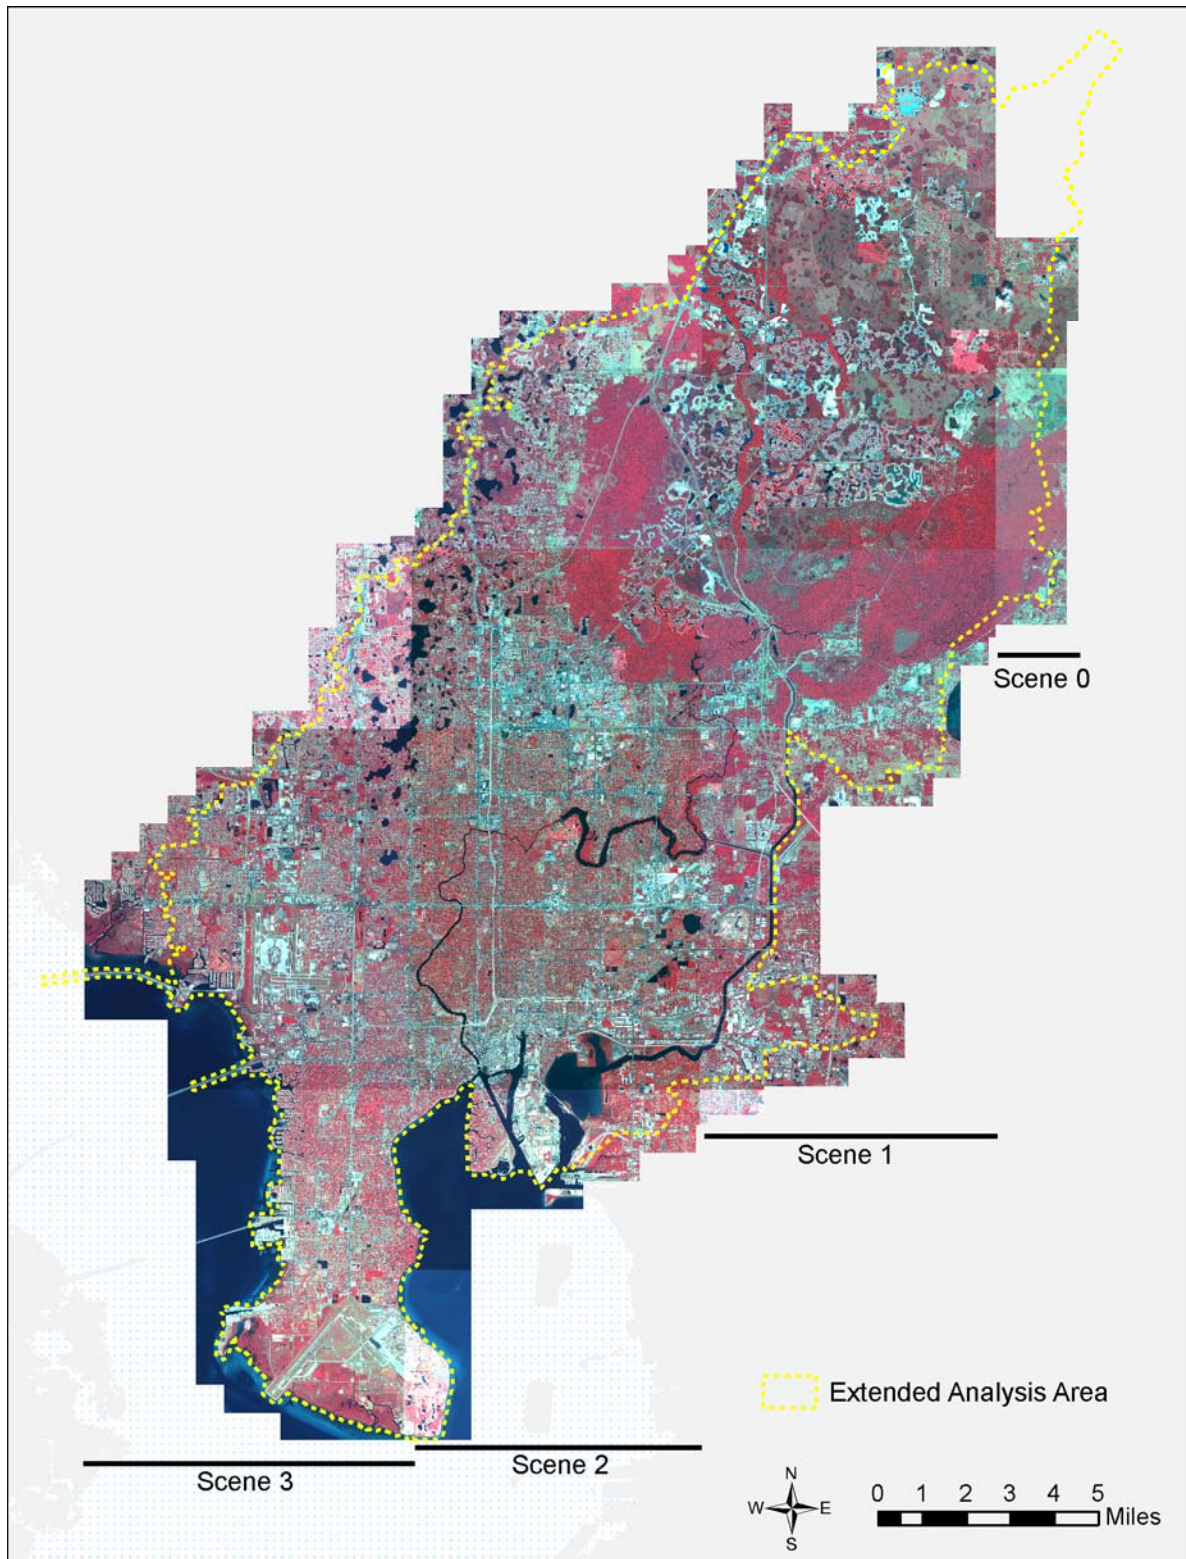 Scene 0
Scene 1
Extended Analysis Area
Scene 2
Scene 3
N
W E
S
0 1 2 3 4 5
Miles